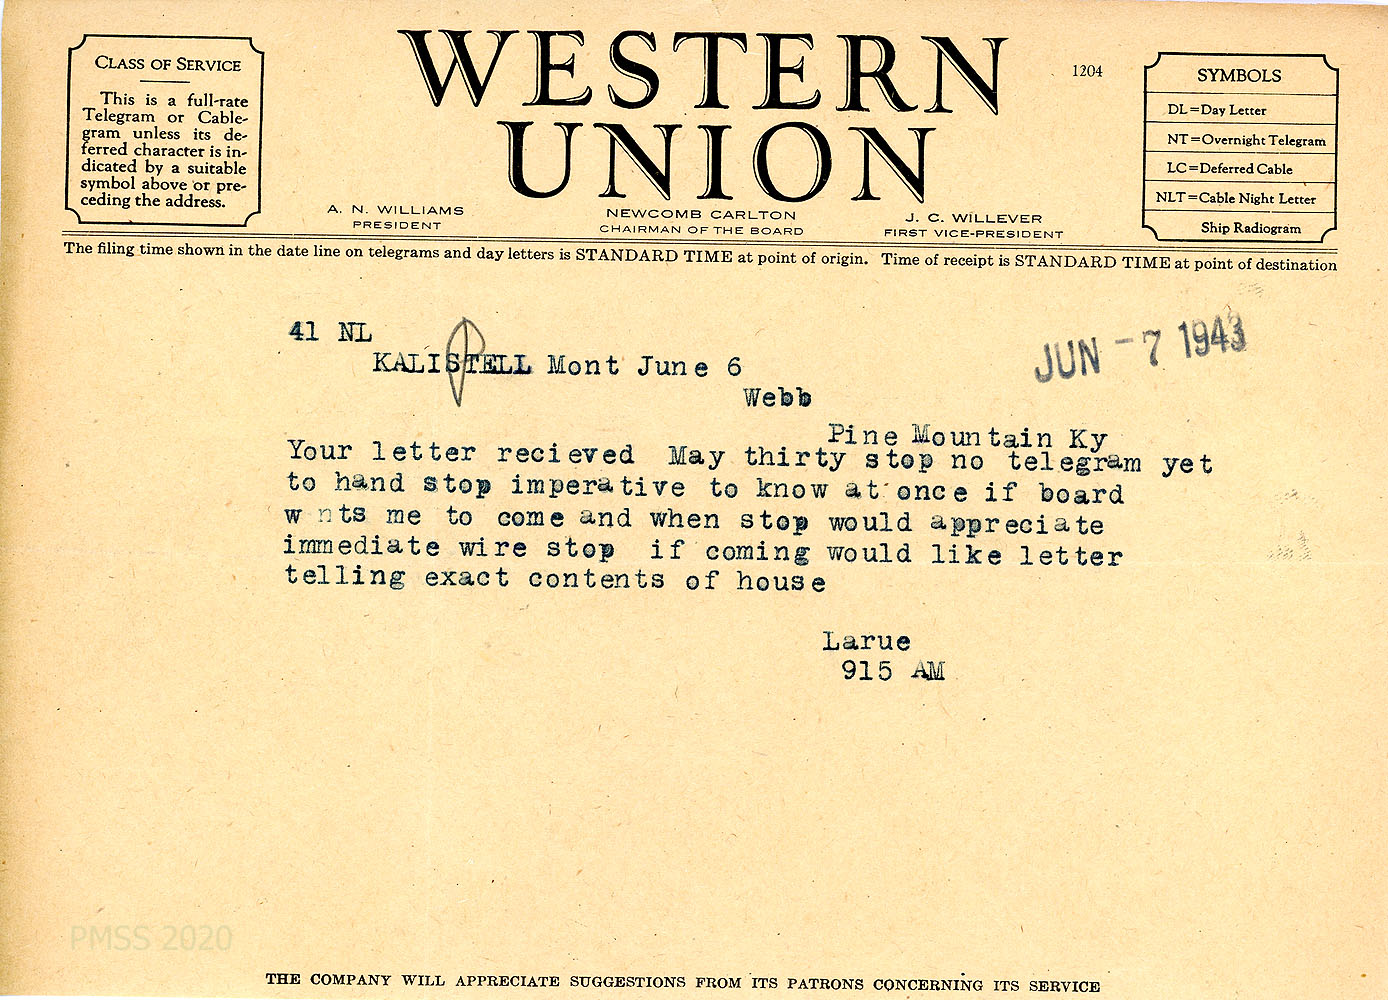 CLASS OF SERVICE
This is a full-rate
Telegram or Cable-
gram unless its de-
ferred character is in-
dicated by a suitable
symbol above or pre-
ceding the address.
WESTERN
UNION
1204
A. N. WILLIAMS
PRESIDENT
NEWCOMB CARLTON
CHAIRMAN OF THE BOARD
J. C. WILLEVER
FIRST VICE-PRESIDENT
SYMBOLS
DL=Day Letter
NT=Overnight Telegram
LC=Deferred Cable
NLT=Cable Night Letter
Ship Radiogram
The filing time shown in the date line on telegrams and day letters is STANDARD TIME at point of origin. Time of receipt is STANDARD TIME at point of destination
41 NL
KALISTELL Mont June 6
JUN -7 1943
Webb
Pine Mountain Ky
Your letter recieved May thirty stop no telegram yet
to hand stop imperative to know at once if board
w nts me to come and when stop would appreciate
immediate wire stop if coming would like letter
telling exact contents of house
Larue
915 AM
PMSS 2020
THE COMPANY WILL APPRECIATE SUGGESTIONS FROM ITS PATRONS CONCERNING ITS SERVICE